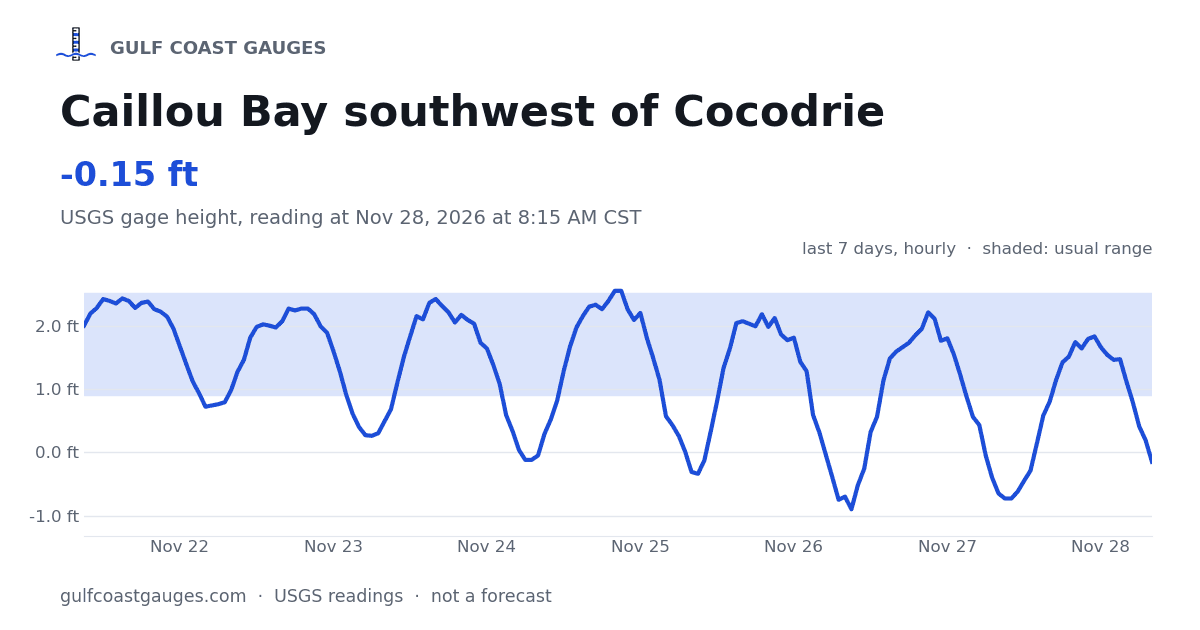 GULF COAST GAUGES
Caillou Bay southwest of Cocodrie
-0.15 ft
USGS gage height, reading at Nov 28, 2026 at 8:15 AM CST
last 7 days, hourly · shaded: usual range
2.0 ft
1.0 ft
0.0 ft
-1.0 ft
Nov 22 Nov 23 Nov 24 Nov 25 Nov 26 Nov 27 Nov 28
gulfcoastgauges.com · USGS readings · not a forecast